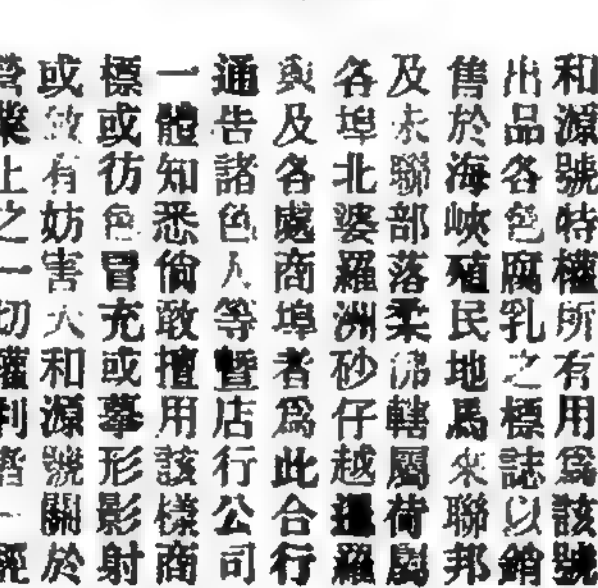 和源號特權所有用爲該號
出品各色腐乳之標誌以銷
售於海峽殖民地馬來聯邦
及未聯部落柔佛轄屬荷屬
各埠北婆羅洲砂仔越暹羅
與及各處商埠者爲此合行
通告諸色人等暨店行公司
一體知悉倘敢擅用該樣商
標或彷色冒充或摹形影射
或效有妨害大和源號關於
營業上之一切權利者一經